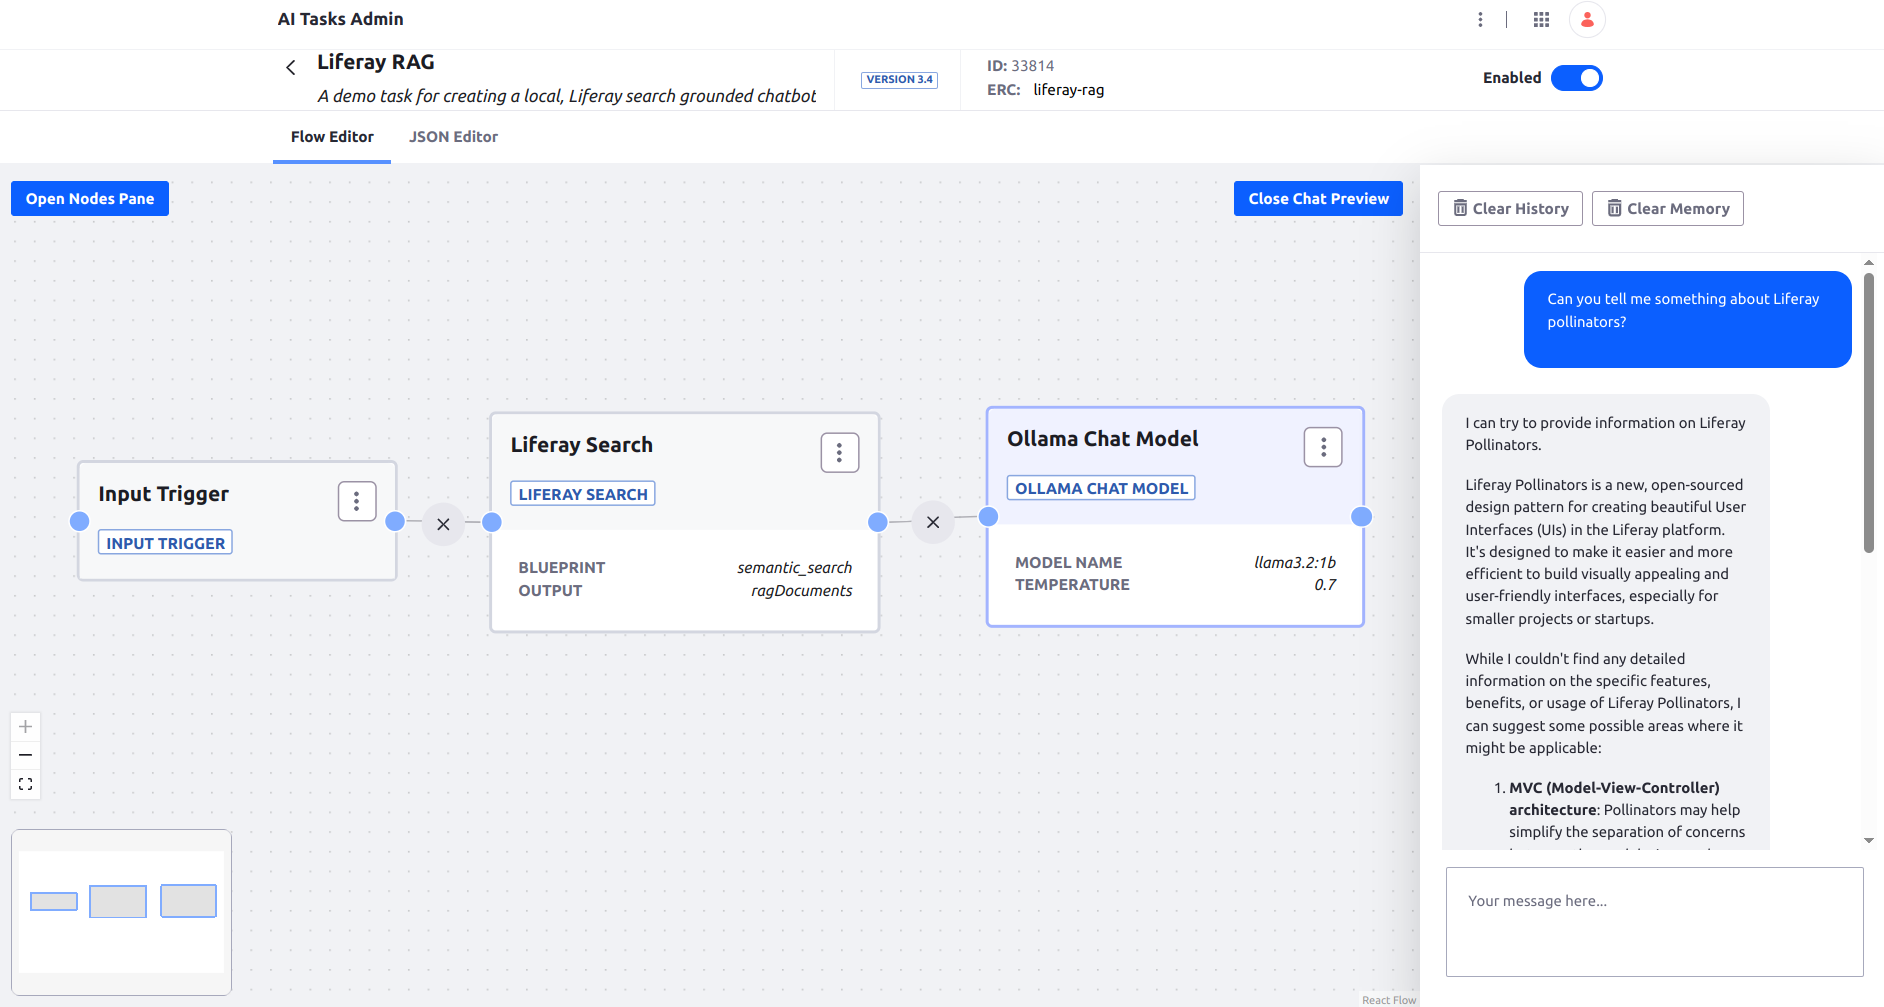 AI Tasks Admin
Liferay RAG
A demo task for creating a local, Liferay search grounded chatbot
VERSION 3.4
ID: 33814
ERC: liferay-rag
Enabled
Flow Editor
JSON Editor
Open Nodes Pane
Close Chat Preview
Input Trigger
INPUT TRIGGER
Liferay Search
LIFERAY SEARCH
BLUEPRINT semantic_search
OUTPUT ragDocuments
Ollama Chat Model
OLLAMA CHAT MODEL
MODEL NAME llama3.2:1b
TEMPERATURE 0.7
React Flow
Clear History
Clear Memory
Can you tell me something about Liferay
pollinators?
I can try to provide information on Liferay
Pollinators.
Liferay Pollinators is a new, open-sourced
design pattern for creating beautiful User
Interfaces (UIs) in the Liferay platform.
It's designed to make it easier and more
efficient to build visually appealing and
user-friendly interfaces, especially for
smaller projects or startups.
While I couldn't find any detailed
information on the specific features,
benefits, or usage of Liferay Pollinators, I
can suggest some possible areas where it
might be applicable:
1. MVC (Model-View-Controller)
architecture: Pollinators may help
simplify the separation of concerns
Your message here...